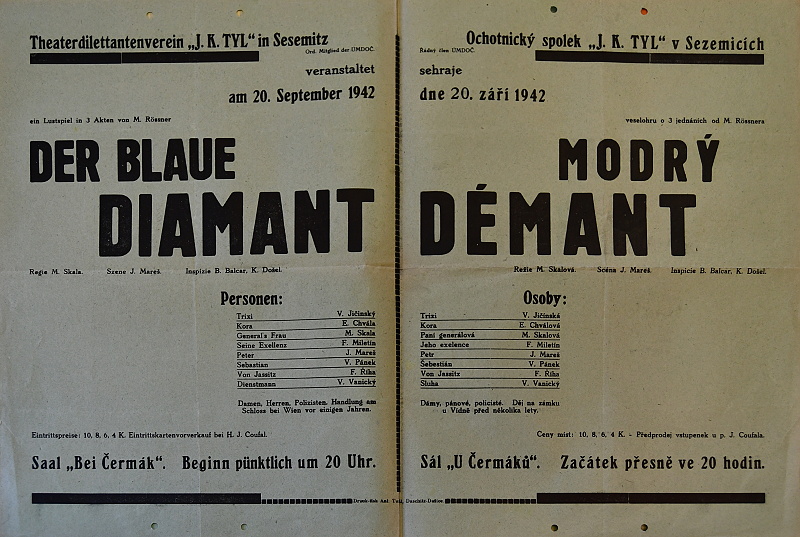 Theaterdilettantenverein „J. K. TYL“ in Sesemitz
Ord. Mitglied der ÚMDOČ.
veranstaltet
am 20. September 1942
ein Lustspiel in 3 Akten von M. Rössner
DER BLAUE
DIAMANT
Regie M. Skala. Szene J. Mareš. Inspizie B. Balcar, K. Došel.
Personen:
Trixi V. Jičinský
Kora E. Chvála
General's Frau M. Skala
Seine Exellenz F. Miletín
Peter J. Mareš
Sebastian V. Pánek
Von Jassitz F. Říha
Dienstmann V. Vanický
Damen, Herren, Polizisten. Handlung am
Schloss bei Wien vor einigen Jahren.
Eintrittspreise: 10, 8, 6, 4 K. Eintrittskartenvorverkauf bei H. J. Coufal.
Saal „Bei Čermák“. Beginn pünktlich um 20 Uhr.
Ochotnický spolek „J. K. TYL“ v Sezemicích
Řádný člen ÚMDOČ.
sehraje
dne 20. září 1942
veselohru o 3 jednáních od M. Rössnera
MODRÝ
DÉMANT
Režie M. Skalová. Scéna J. Mareš. Inspicie B. Balcar, K. Došel.
Osoby:
Trixi V. Jičínská
Kora E. Chválová
Paní generálová M. Skalová
Jeho exelence F. Miletín
Petr J. Mareš
Šebestián V. Pánek
Von Jassitz F. Říha
Sluha V. Vanický
Dámy, pánové, policisté. Děj na zámku
u Vídně před několika lety.
Ceny míst: 10, 8, 6, 4 K - Předprodej vstupenek u p. J. Coufala.
Sál „U Čermáků“. Začátek přesně ve 20 hodin.